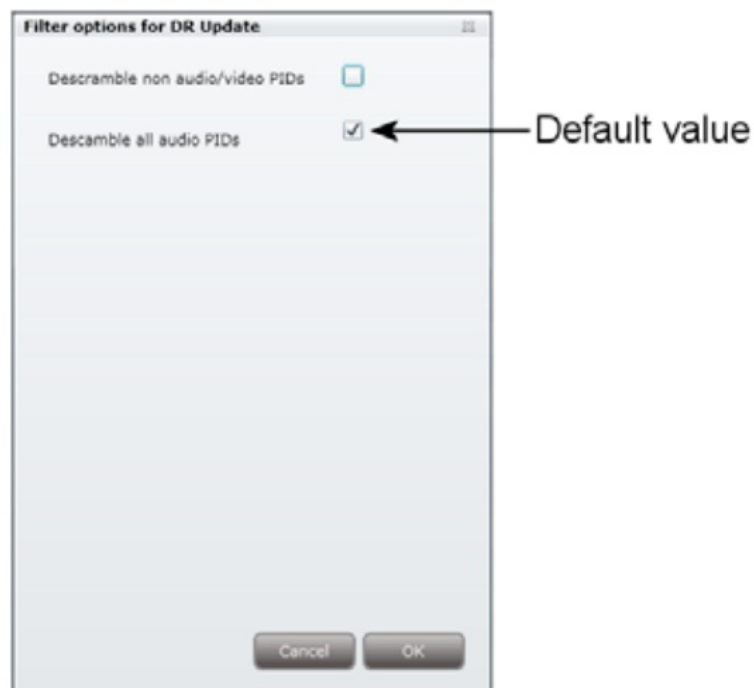 Filter options for DR Update
Descramble non audio/video PIDs
Descamble all audio PIDs
Default value
Cancel OK